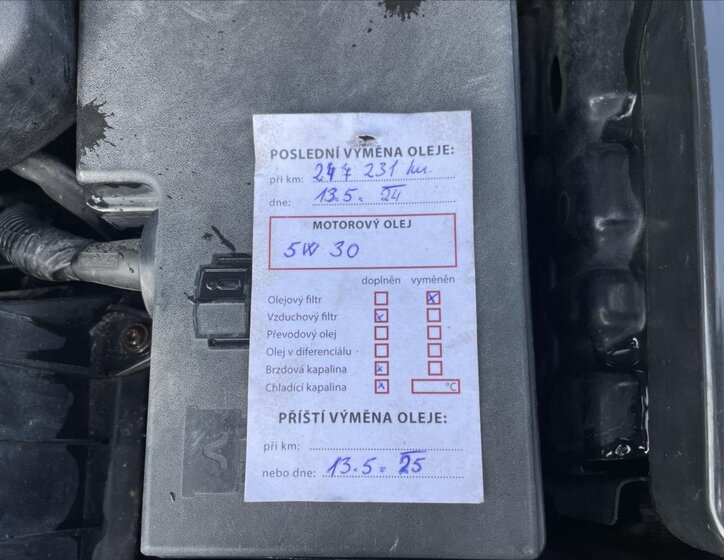 POSLEDNÍ VÝMĚNA OLEJE:
při km: 247 231 km
dne: 13.5. 24
MOTOROVÝ OLEJ
5W 30
doplněn vyměněn
Olejový filtr x
Vzduchový filtr x
Převodový olej
Olej v diferenciálu
Brzdová kapalina x
Chladící kapalina x °C
PŘÍŠTÍ VÝMĚNA OLEJE:
při km:
nebo dne: 13.5. 25